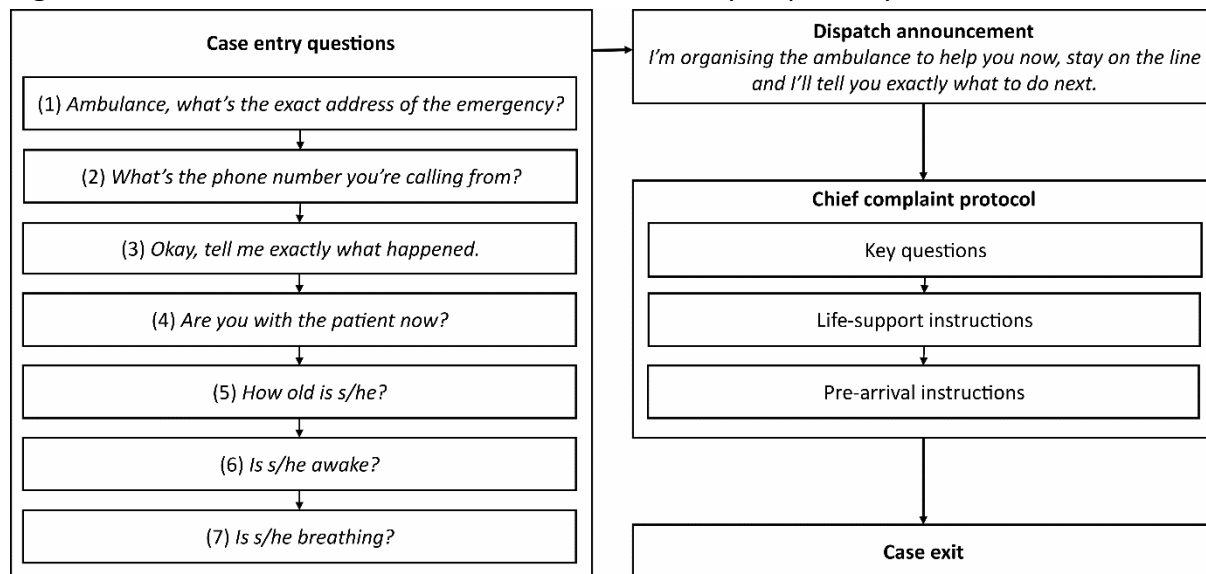 Case entry questions
(1) Ambulance, what's the exact address of the emergency?
(2) What's the phone number you're calling from?
(3) Okay, tell me exactly what happened.
(4) Are you with the patient now?
(5) How old is s/he?
(6) Is s/he awake?
(7) Is s/he breathing?
Dispatch announcement
I'm organising the ambulance to help you now, stay on the line
and I'll tell you exactly what to do next.
Chief complaint protocol
Key questions
Life-support instructions
Pre-arrival instructions
Case exit